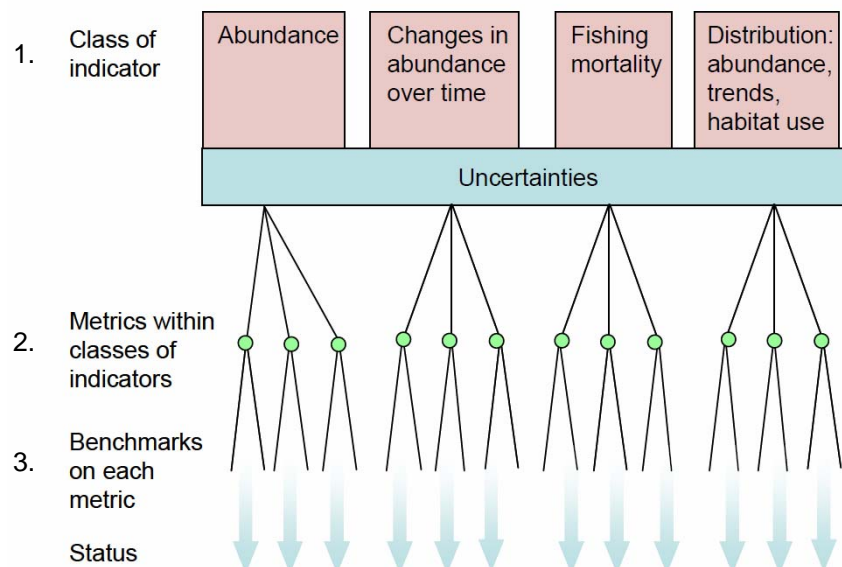 1.
Class of
indicator
Abundance
Changes in
abundance
over time
Fishing
mortality
Distribution:
abundance,
trends,
habitat use
Uncertainties
2.
Metrics within
classes of
indicators
3.
Benchmarks
on each
metric
Status